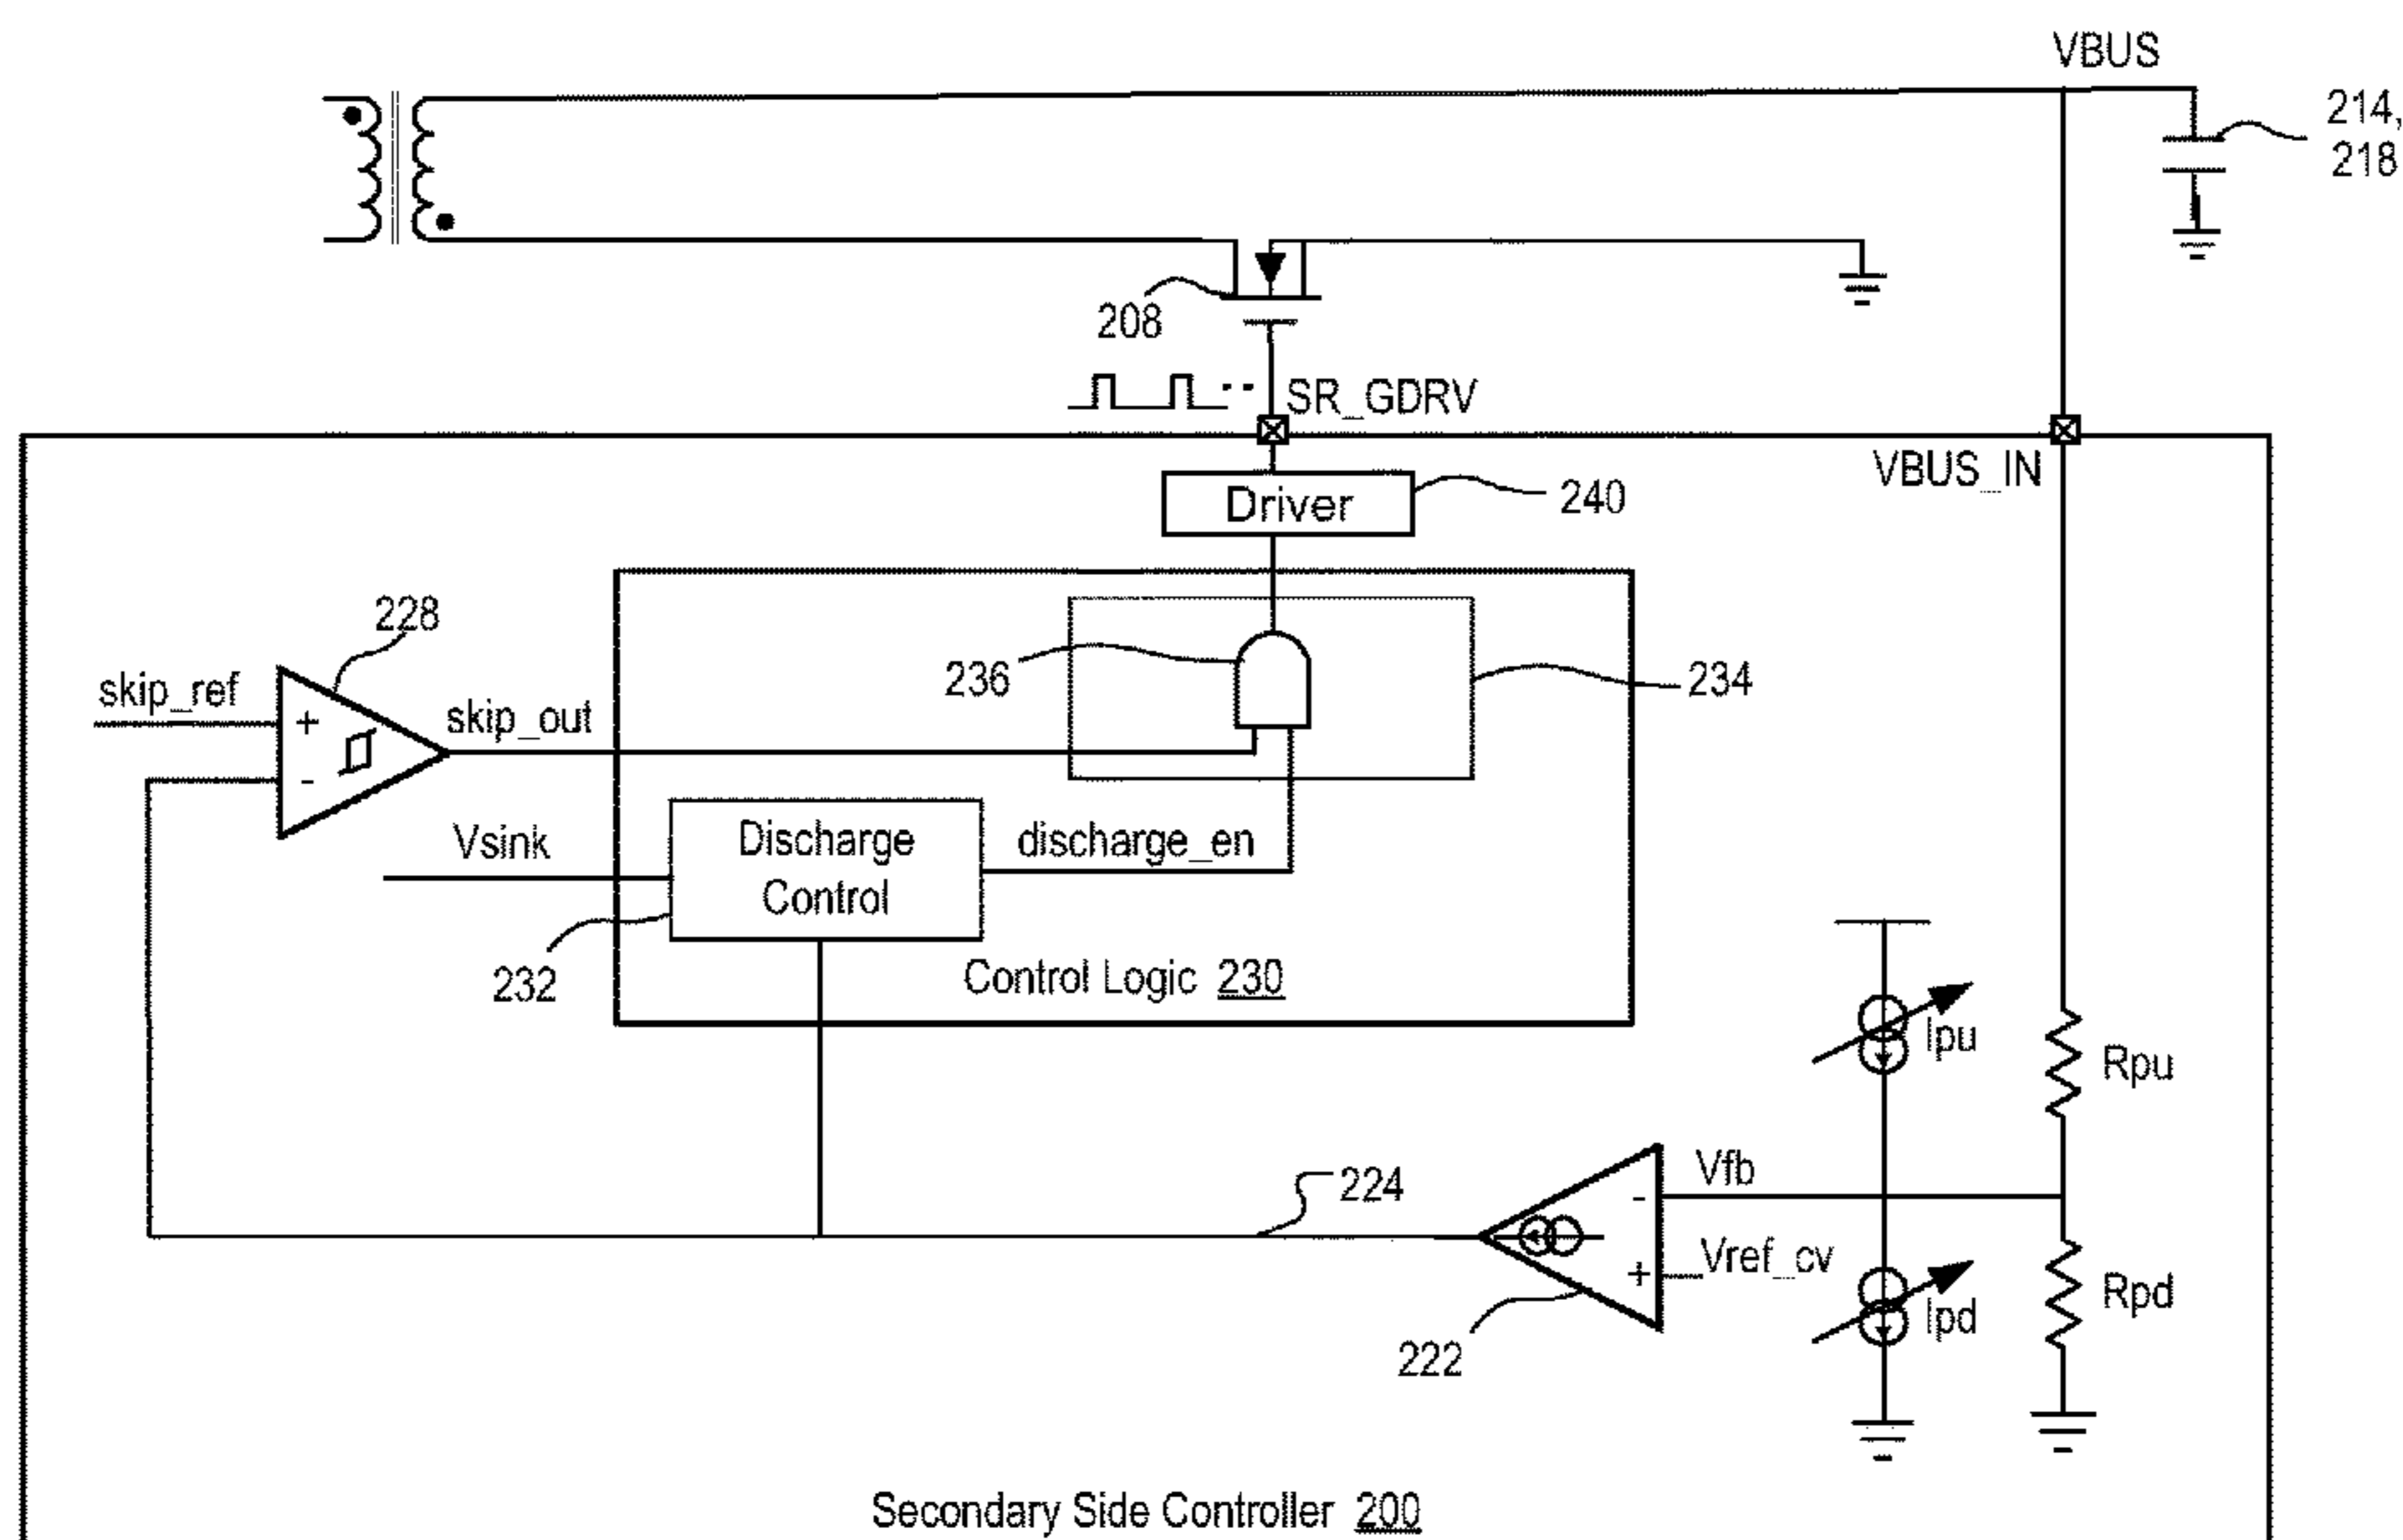 VBUS
214,
218
208
SR_GDRV
VBUS_IN
Driver
240
228
skip_ref
+
-
skip_out
236
234
Vsink
Discharge
Control
discharge_en
232
Control Logic 230
Ipu
Rpu
224
Vfb
-
+
Vref_cv
222
Ipd
Rpd
Secondary Side Controller 200